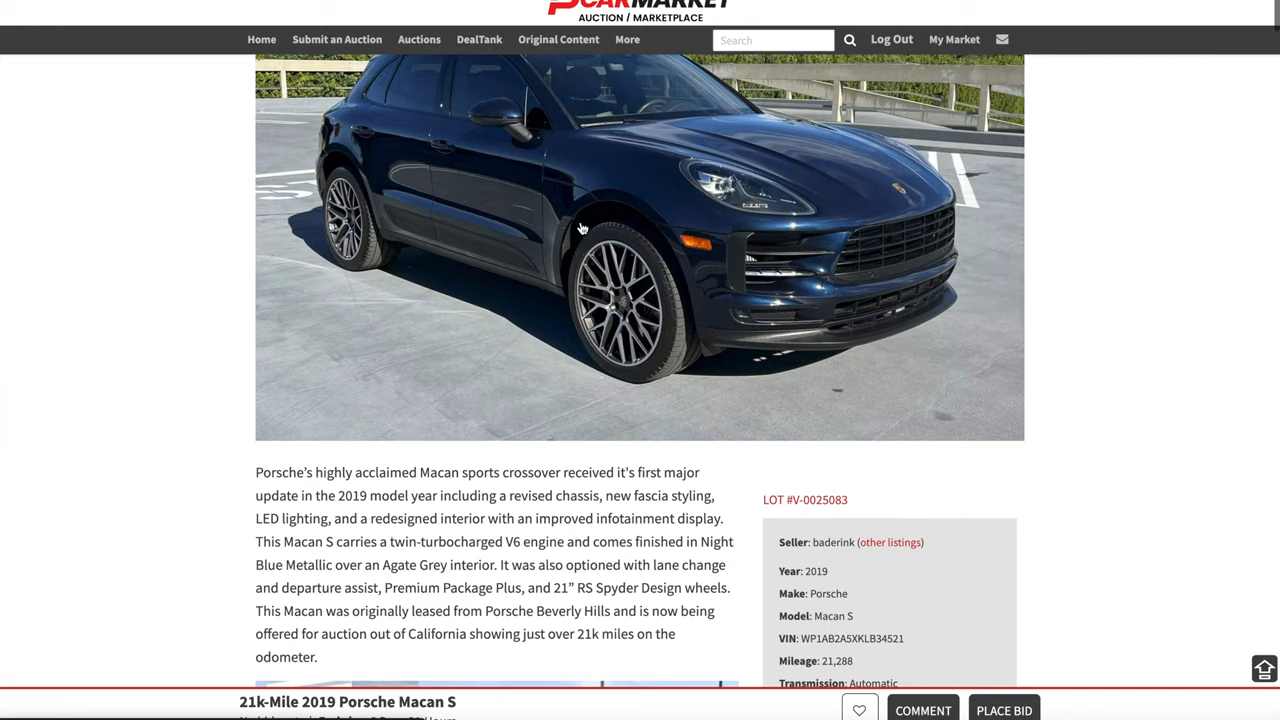 PCARMARKET
AUCTION / MARKETPLACE
Home Submit an Auction Auctions DealTank Original Content More Search Log Out My Market
Porsche’s highly acclaimed Macan sports crossover received it's first major
update in the 2019 model year including a revised chassis, new fascia styling,
LED lighting, and a redesigned interior with an improved infotainment display.
This Macan S carries a twin-turbocharged V6 engine and comes finished in Night
Blue Metallic over an Agate Grey interior. It was also optioned with lane change
and departure assist, Premium Package Plus, and 21” RS Spyder Design wheels.
This Macan was originally leased from Porsche Beverly Hills and is now being
offered for auction out of California showing just over 21k miles on the
odometer.
LOT #V-0025083
Seller: baderink (other listings)
Year: 2019
Make: Porsche
Model: Macan S
VIN: WP1AB2A5XKLB34521
Mileage: 21,288
Transmission: Automatic
21k-Mile 2019 Porsche Macan S
COMMENT
PLACE BID